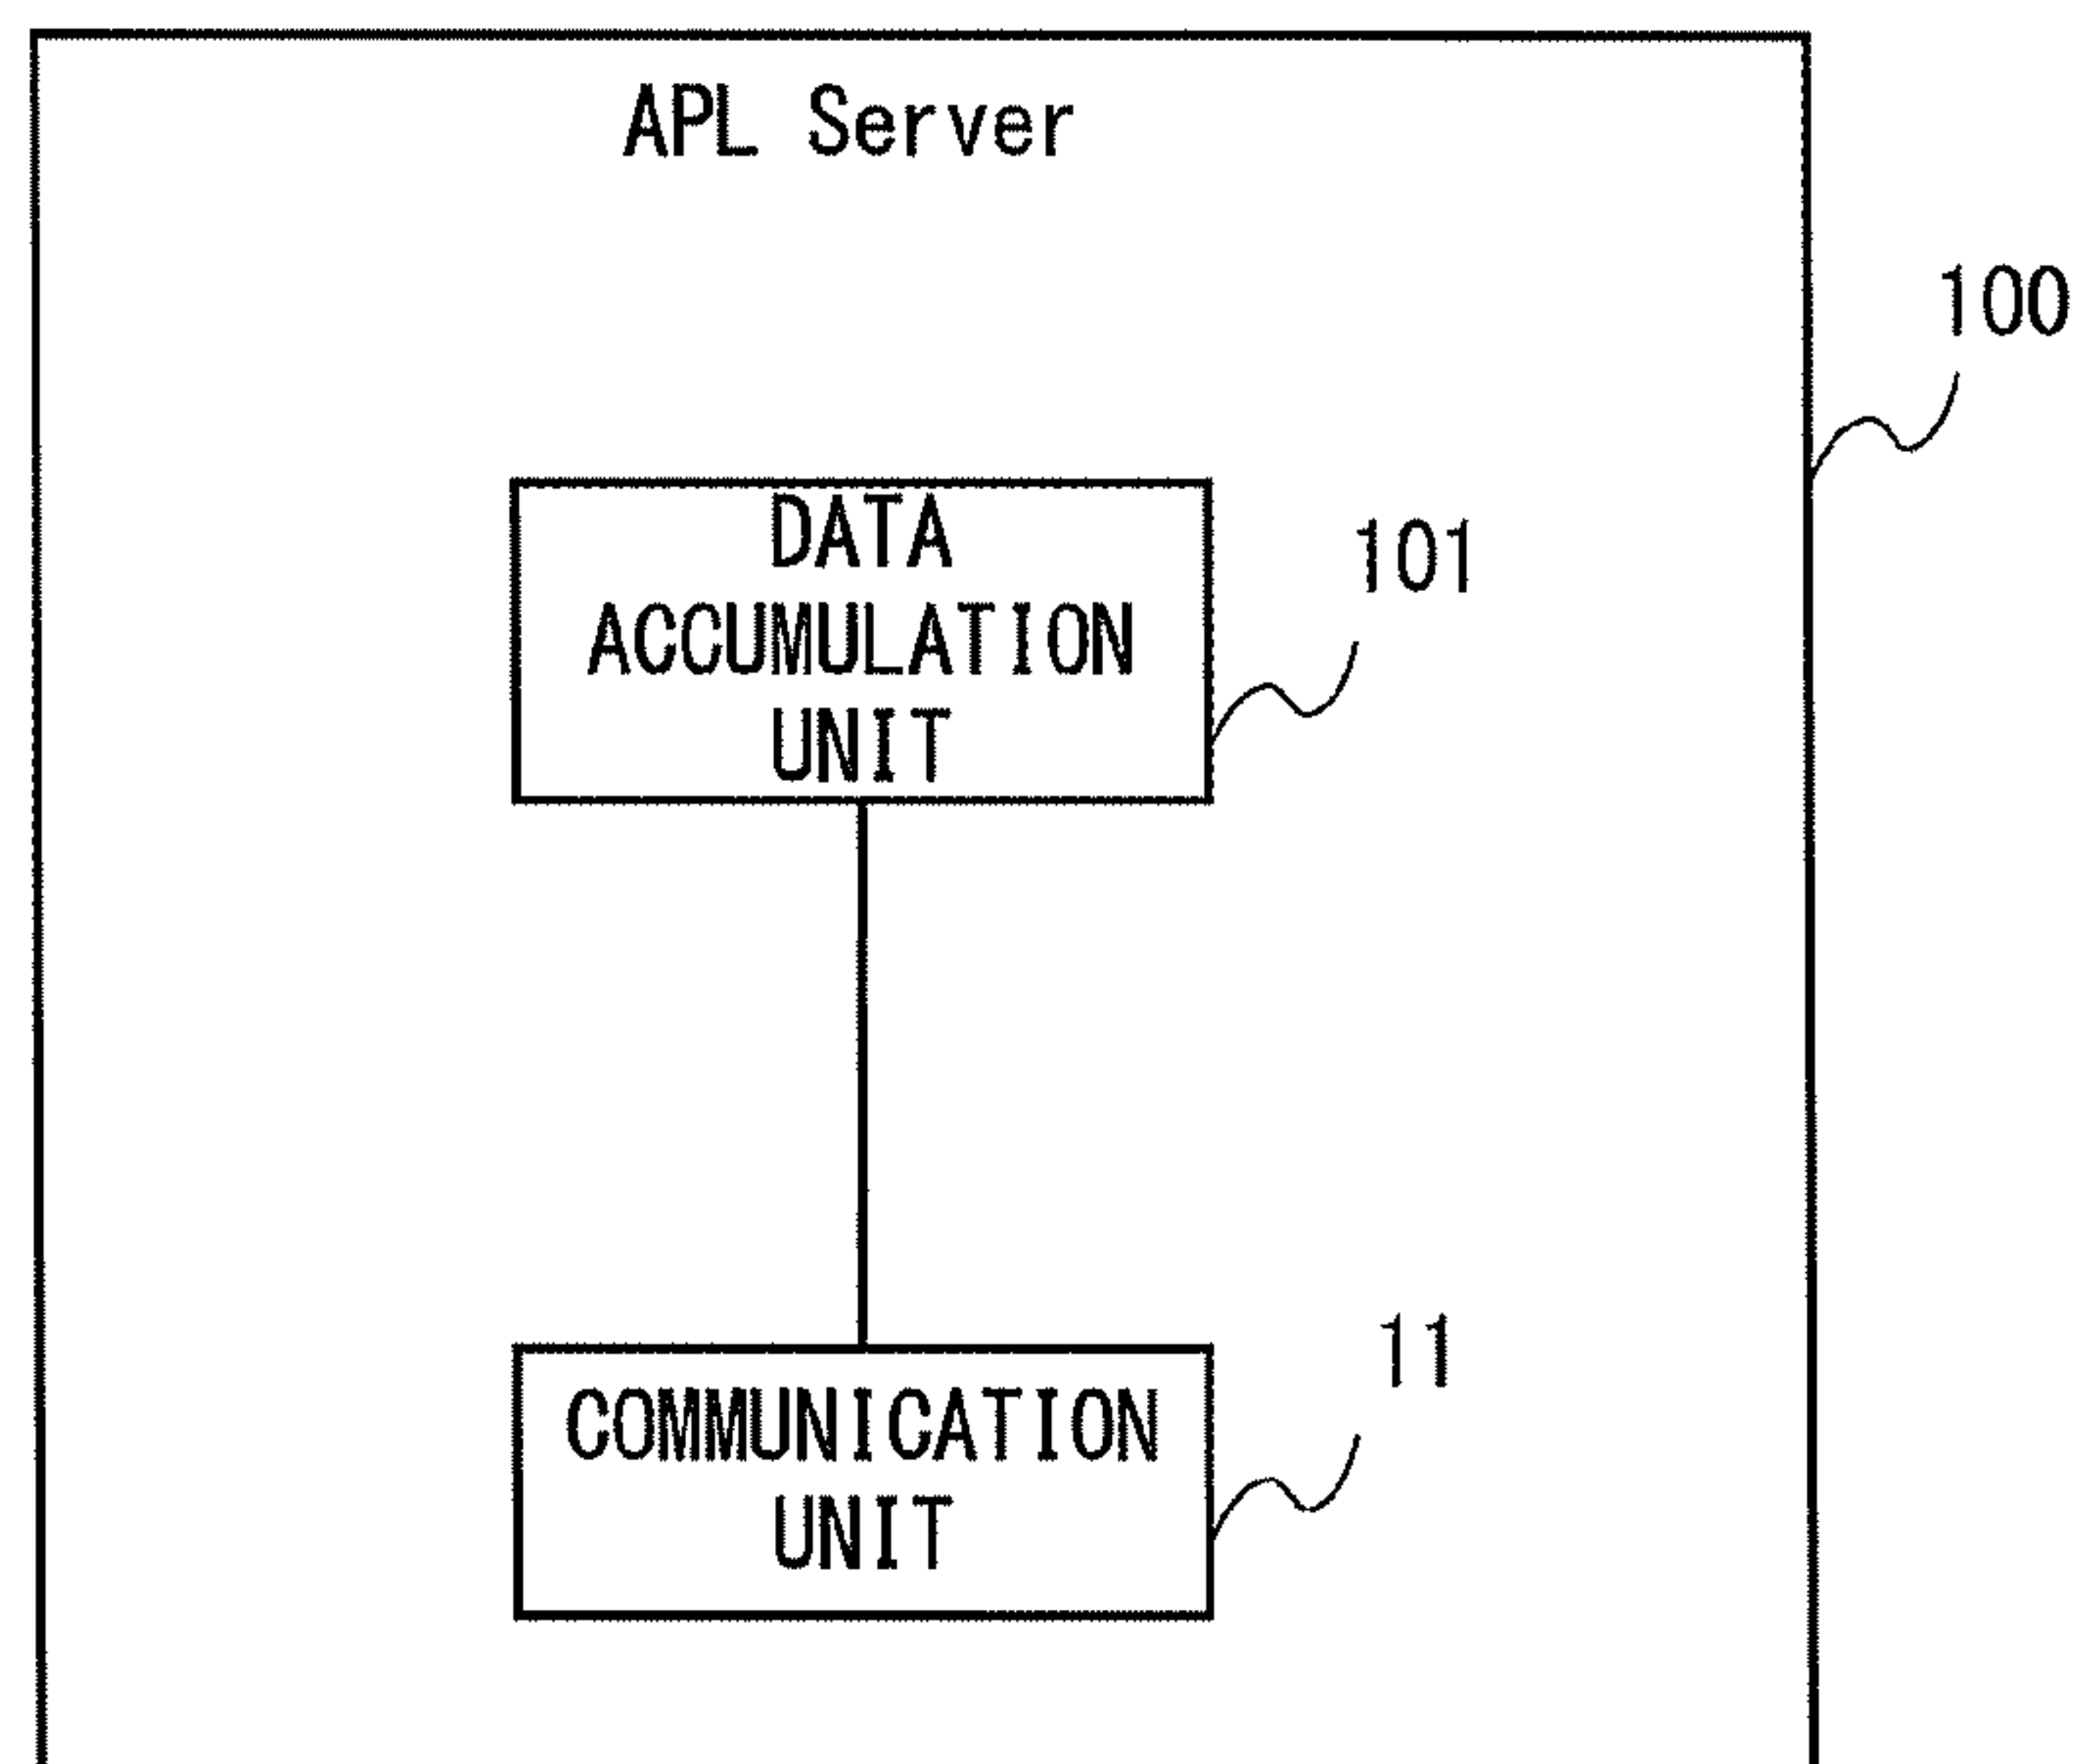 APL Server
100
DATA
ACCUMULATION
UNIT
101
11
COMMUNICATION
UNIT